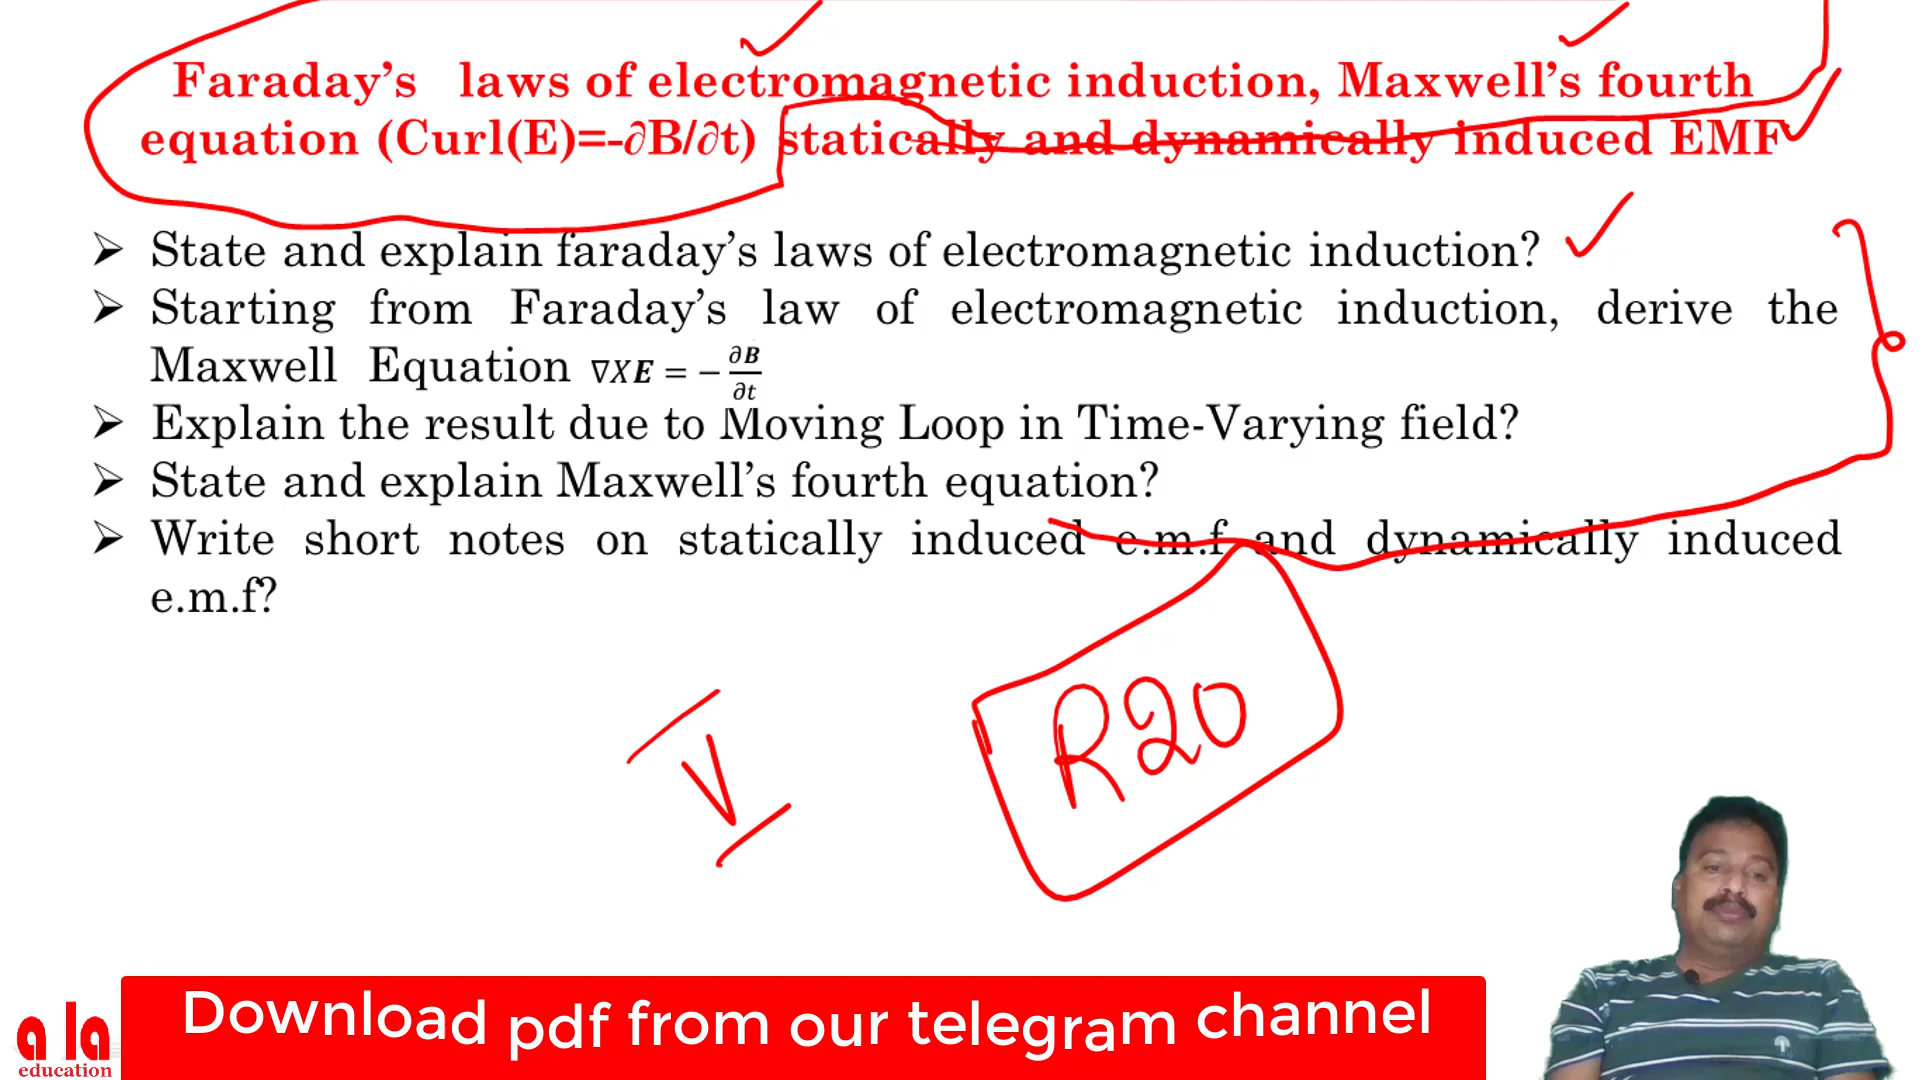 Faraday's laws of electromagnetic induction, Maxwell's fourth
equation (Curl(E)=-∂B/∂t) statically and dynamically induced EMF
➢ State and explain faraday's laws of electromagnetic induction?
➢ Starting from Faraday's law of electromagnetic induction, derive the
Maxwell Equation ∇XE = −∂B/∂t
➢ Explain the result due to Moving Loop in Time-Varying field?
➢ State and explain Maxwell's fourth equation?
➢ Write short notes on statically induced e.m.f and dynamically induced
e.m.f?
V
R20
Download pdf from our telegram channel
a la
education